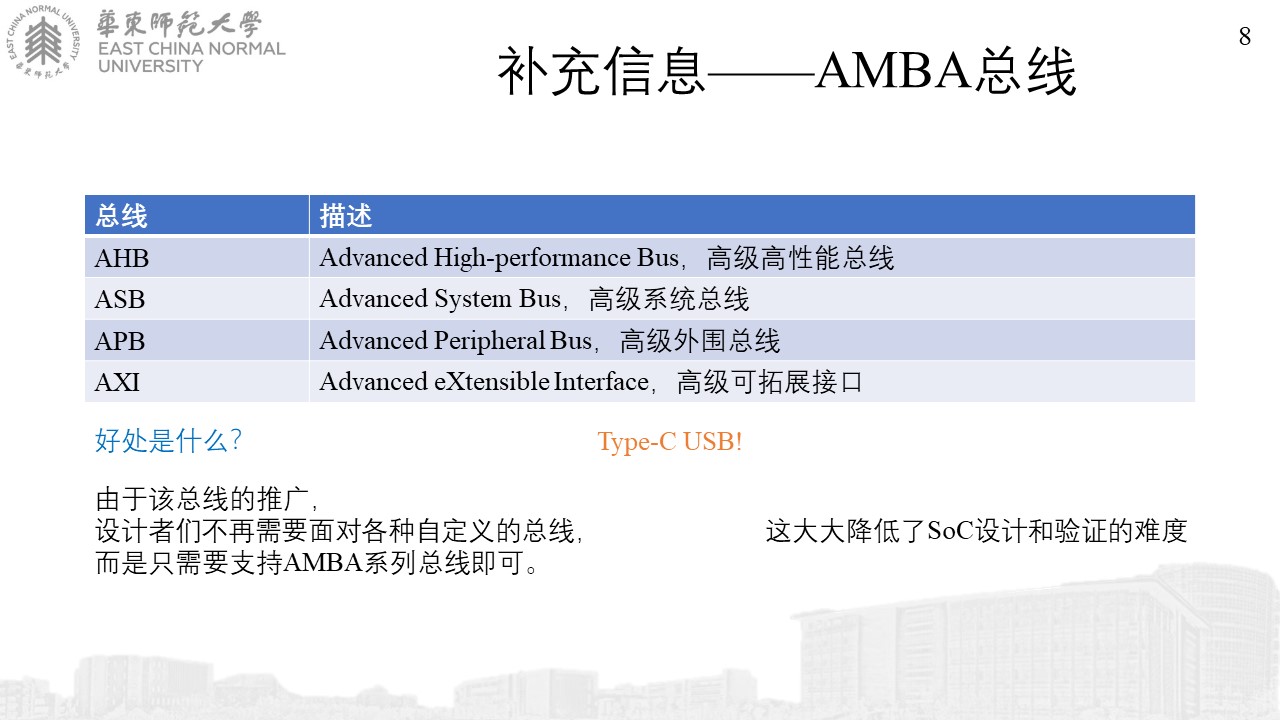 華東師範大學
EAST CHINA NORMAL
UNIVERSITY
EAST CHINA NORMAL UNIVERSITY
華東師範大學
8
补充信息——AMBA总线
总线 描述
AHB Advanced High-performance Bus，高级高性能总线
ASB Advanced System Bus，高级系统总线
APB Advanced Peripheral Bus，高级外围总线
AXI Advanced eXtensible Interface，高级可拓展接口
好处是什么？ Type-C USB!
由于该总线的推广，
设计者们不再需要面对各种自定义的总线， 这大大降低了SoC设计和验证的难度
而是只需要支持AMBA系列总线即可。